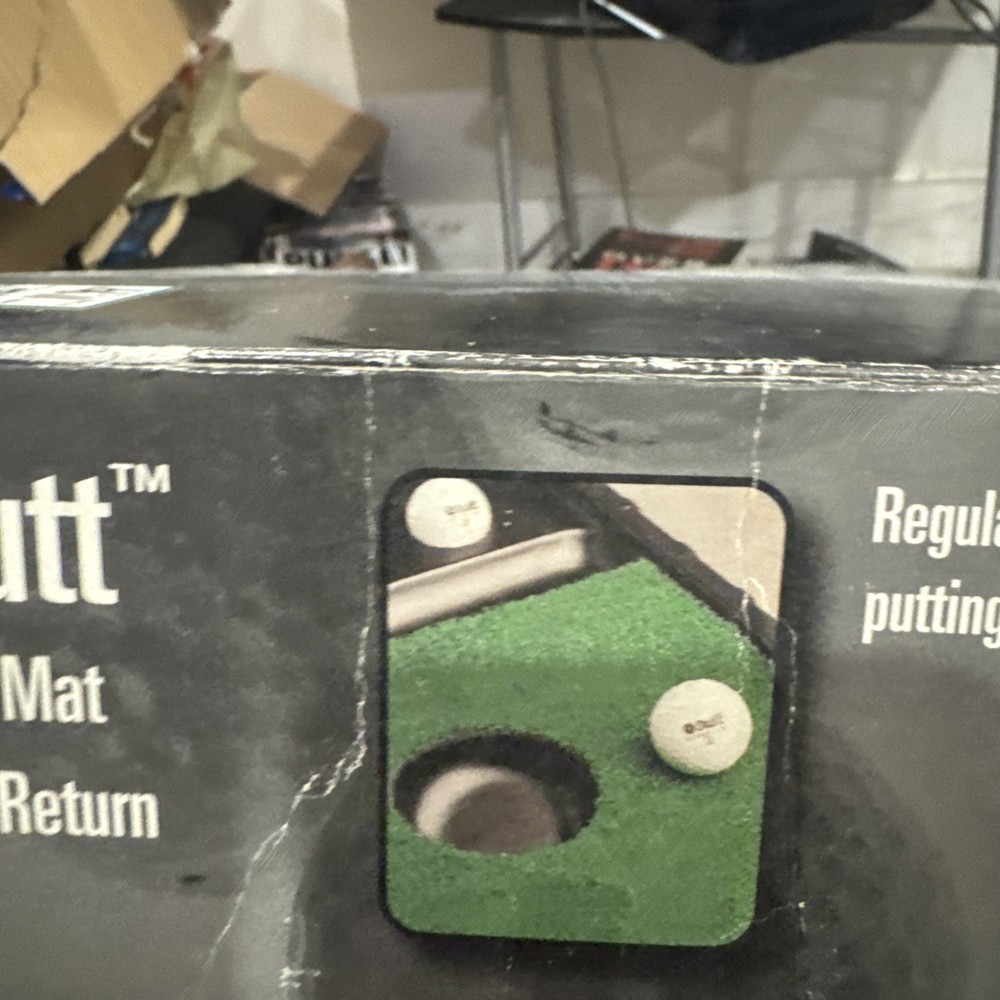 utt™
Mat
Return
Regula
putting